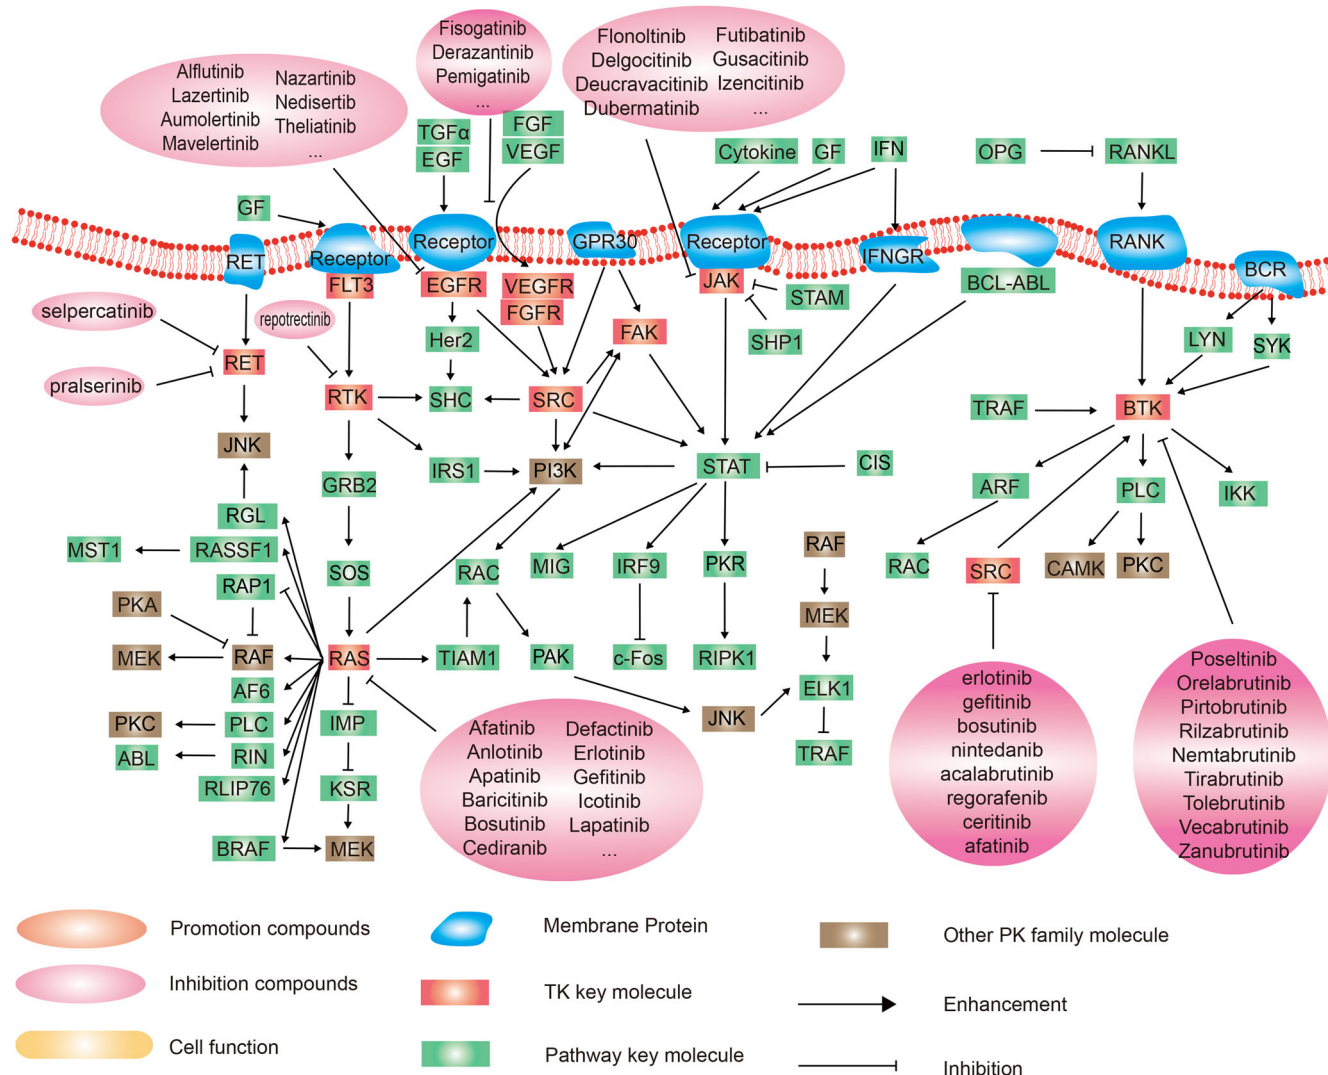 Alflutinib
Lazertinib
Aumolertinib
Mavelertinib
Nazartinib
Nedisertib
Theliatinib
...
Fisogatinib
Derazantinib
Pemigatinib
...
Flonoltinib
Delgocitinib
Deucravacitinib
Dubermatinib
Futibatinib
Gusacitinib
Izencitinib
...
TGFα
EGF
FGF
VEGF
Cytokine
GF
IFN
OPG
RANKL
GF
RET
Receptor
FLT3
Receptor
EGFR
VEGFR
FGFR
GPR30
Receptor
JAK
IFNGR
BCL-ABL
RANK
BCR
selpercatinib
pralserinib
repotrectinib
RET
Her2
FAK
STAM
SHP1
LYN
SYK
RTK
SHC
SRC
TRAF
BTK
JNK
IRS1
PI3K
STAT
CIS
GRB2
ARF
PLC
IKK
RGL
MST1
RASSF1
RAP1
SOS
RAC
MIG
IRF9
PKR
RAF
RAC
SRC
CAMK
PKC
PKA
MEK
MEK
RAF
RAS
TIAM1
PAK
c-Fos
RIPK1
AF6
ELK1
PKC
PLC
IMP
JNK
ABL
RIN
TRAF
RLIP76
KSR
BRAF
MEK
Afatinib
Anlotinib
Apatinib
Baricitinib
Bosutinib
Cediranib
Defactinib
Erlotinib
Gefitinib
Icotinib
Lapatinib
...
erlotinib
gefitinib
bosutinib
nintedanib
acalabrutinib
regorafenib
ceritinib
afatinib
Poseltinib
Orelabrutinib
Pirtobrutinib
Rilzabrutinib
Nemtabrutinib
Tirabrutinib
Tolebrutinib
Vecabrutinib
Zanubrutinib
Promotion compounds
Inhibition compounds
Cell function
Membrane Protein
TK key molecule
Pathway key molecule
Other PK family molecule
Enhancement
Inhibition